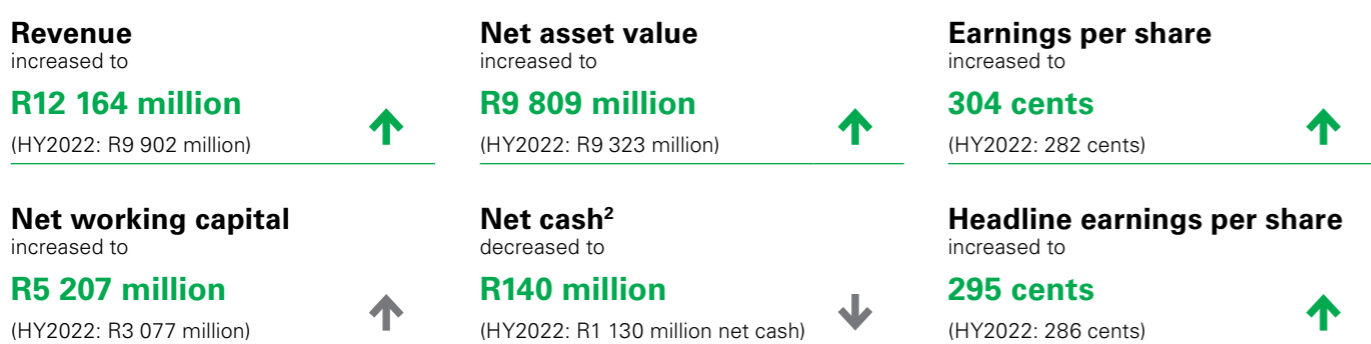 Revenue
increased to
R12 164 million
(HY2022: R9 902 million)
Net asset value
increased to
R9 809 million
(HY2022: R9 323 million)
Earnings per share
increased to
304 cents
(HY2022: 282 cents)
Net working capital
increased to
R5 207 million
(HY2022: R3 077 million)
Net cash²
decreased to
R140 million
(HY2022: R1 130 million net cash)
Headline earnings per share
increased to
295 cents
(HY2022: 286 cents)